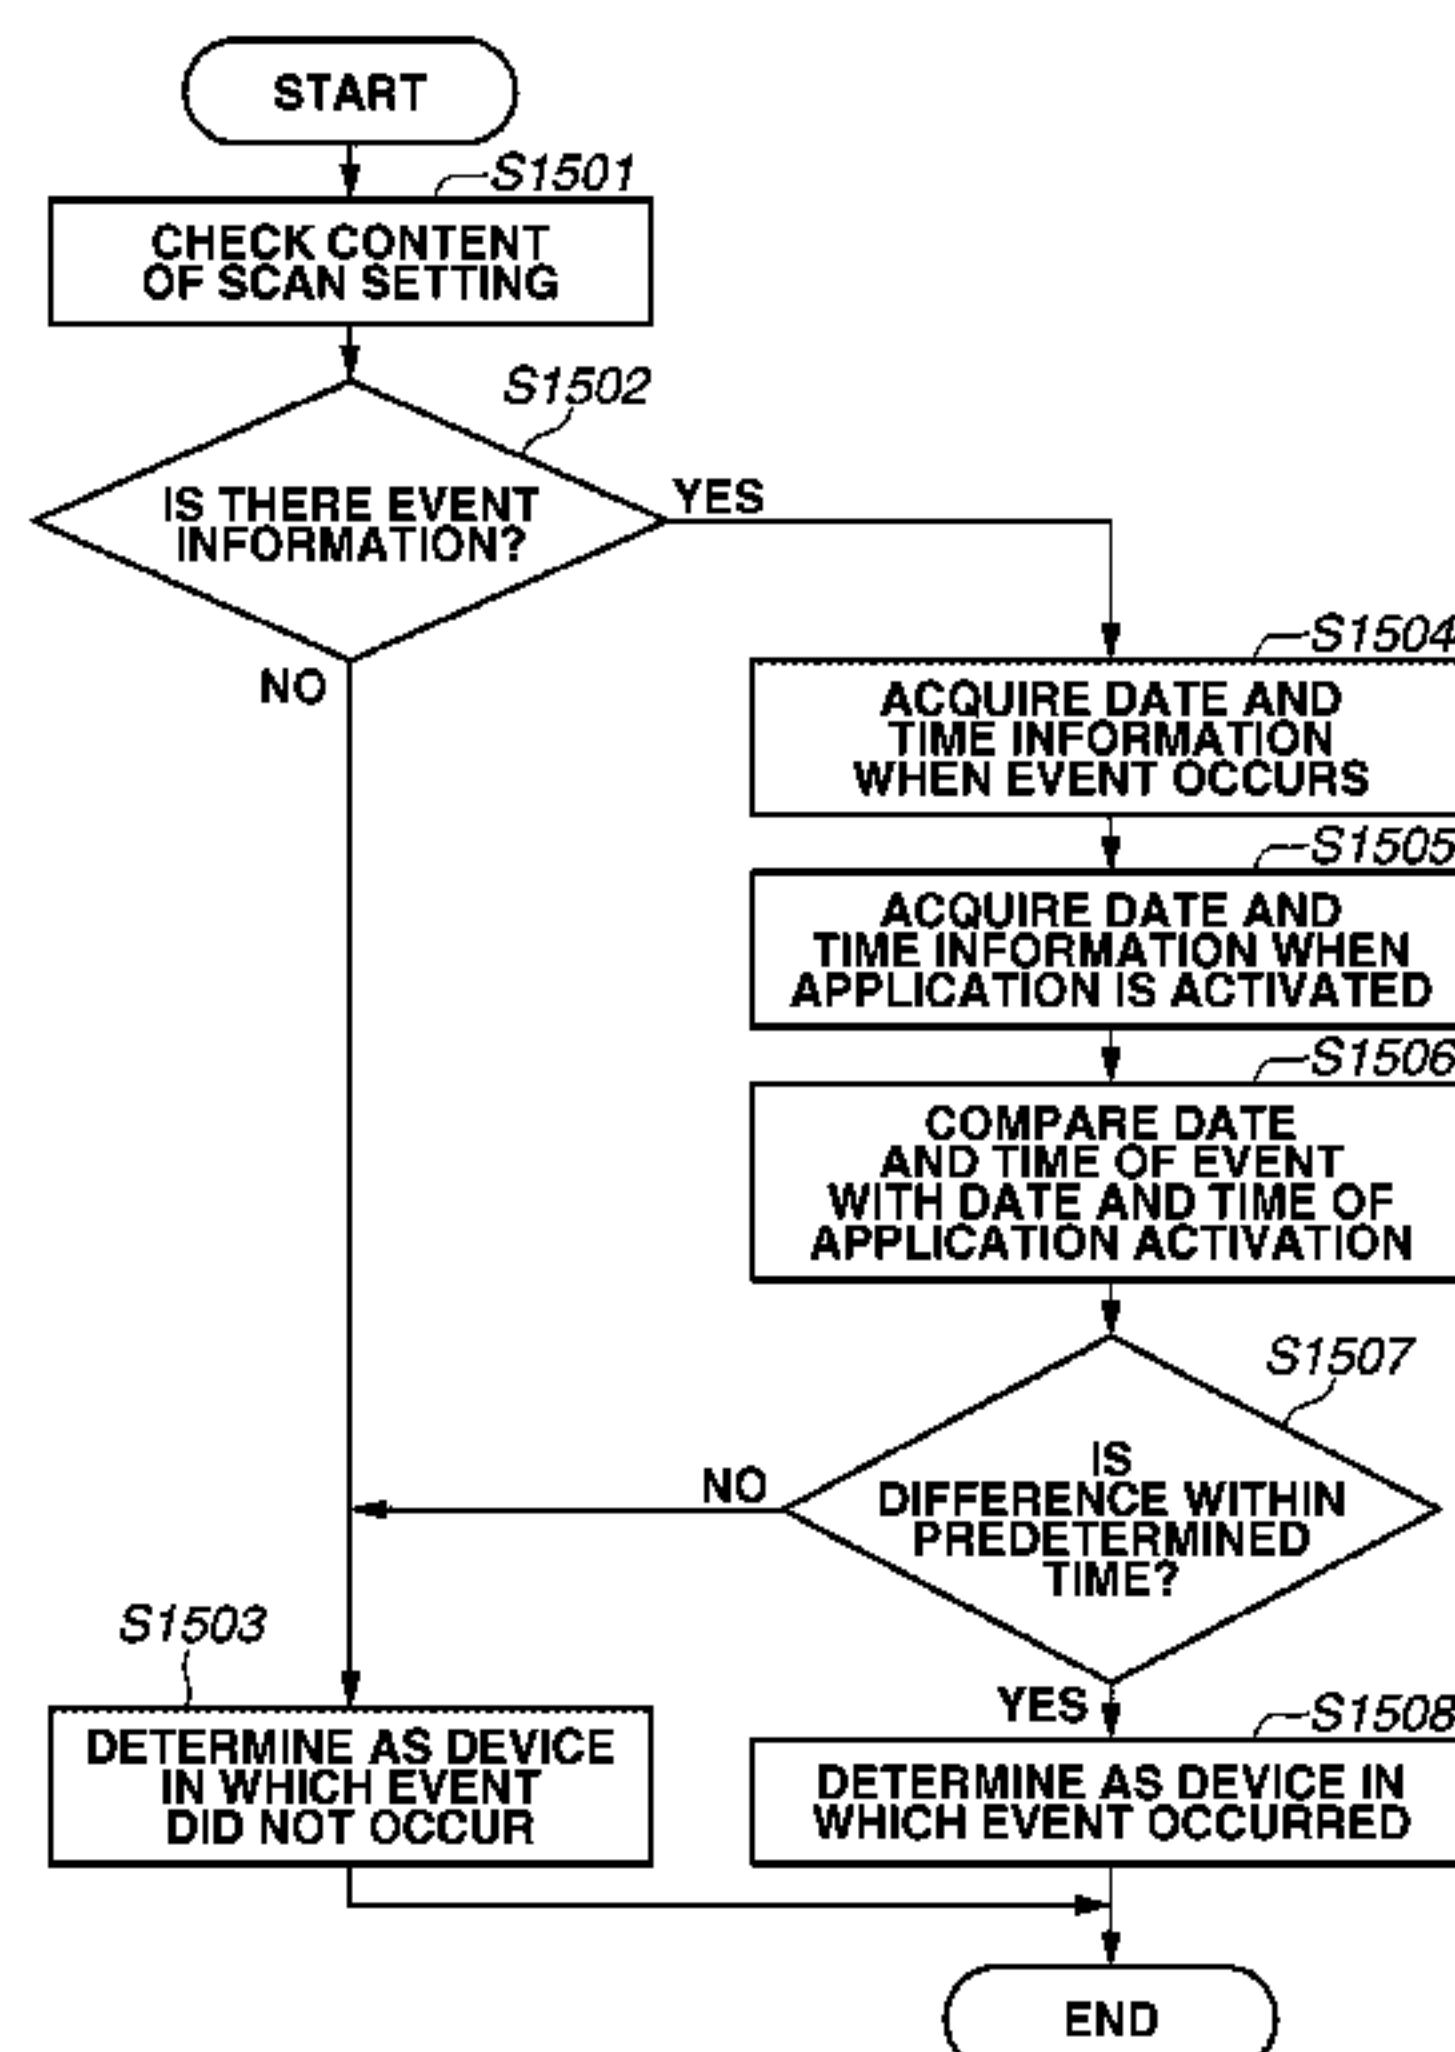 START
S1501
CHECK CONTENT
OF SCAN SETTING
S1502
IS THERE EVENT
INFORMATION?
YES
NO
S1504
ACQUIRE DATE AND
TIME INFORMATION
WHEN EVENT OCCURS
S1505
ACQUIRE DATE AND
TIME INFORMATION WHEN
APPLICATION IS ACTIVATED
S1506
COMPARE DATE
AND TIME OF EVENT
WITH DATE AND TIME OF
APPLICATION ACTIVATION
S1507
IS
DIFFERENCE WITHIN
PREDETERMINED
TIME?
NO
YES
S1503
DETERMINE AS DEVICE
IN WHICH EVENT
DID NOT OCCUR
S1508
DETERMINE AS DEVICE IN
WHICH EVENT OCCURRED
END